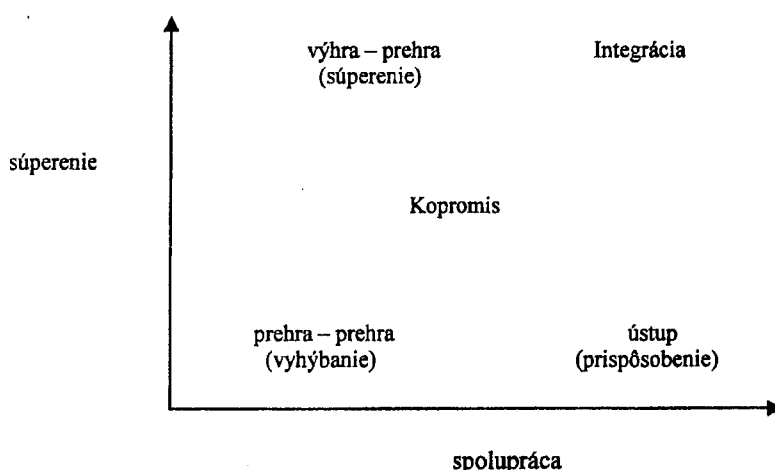 výhra – prehra
(súperenie)
Integrácia
súperenie
Kopromis
prehra – prehra
(vyhýbanie)
ústup
(prispôsobenie)
spolupráca